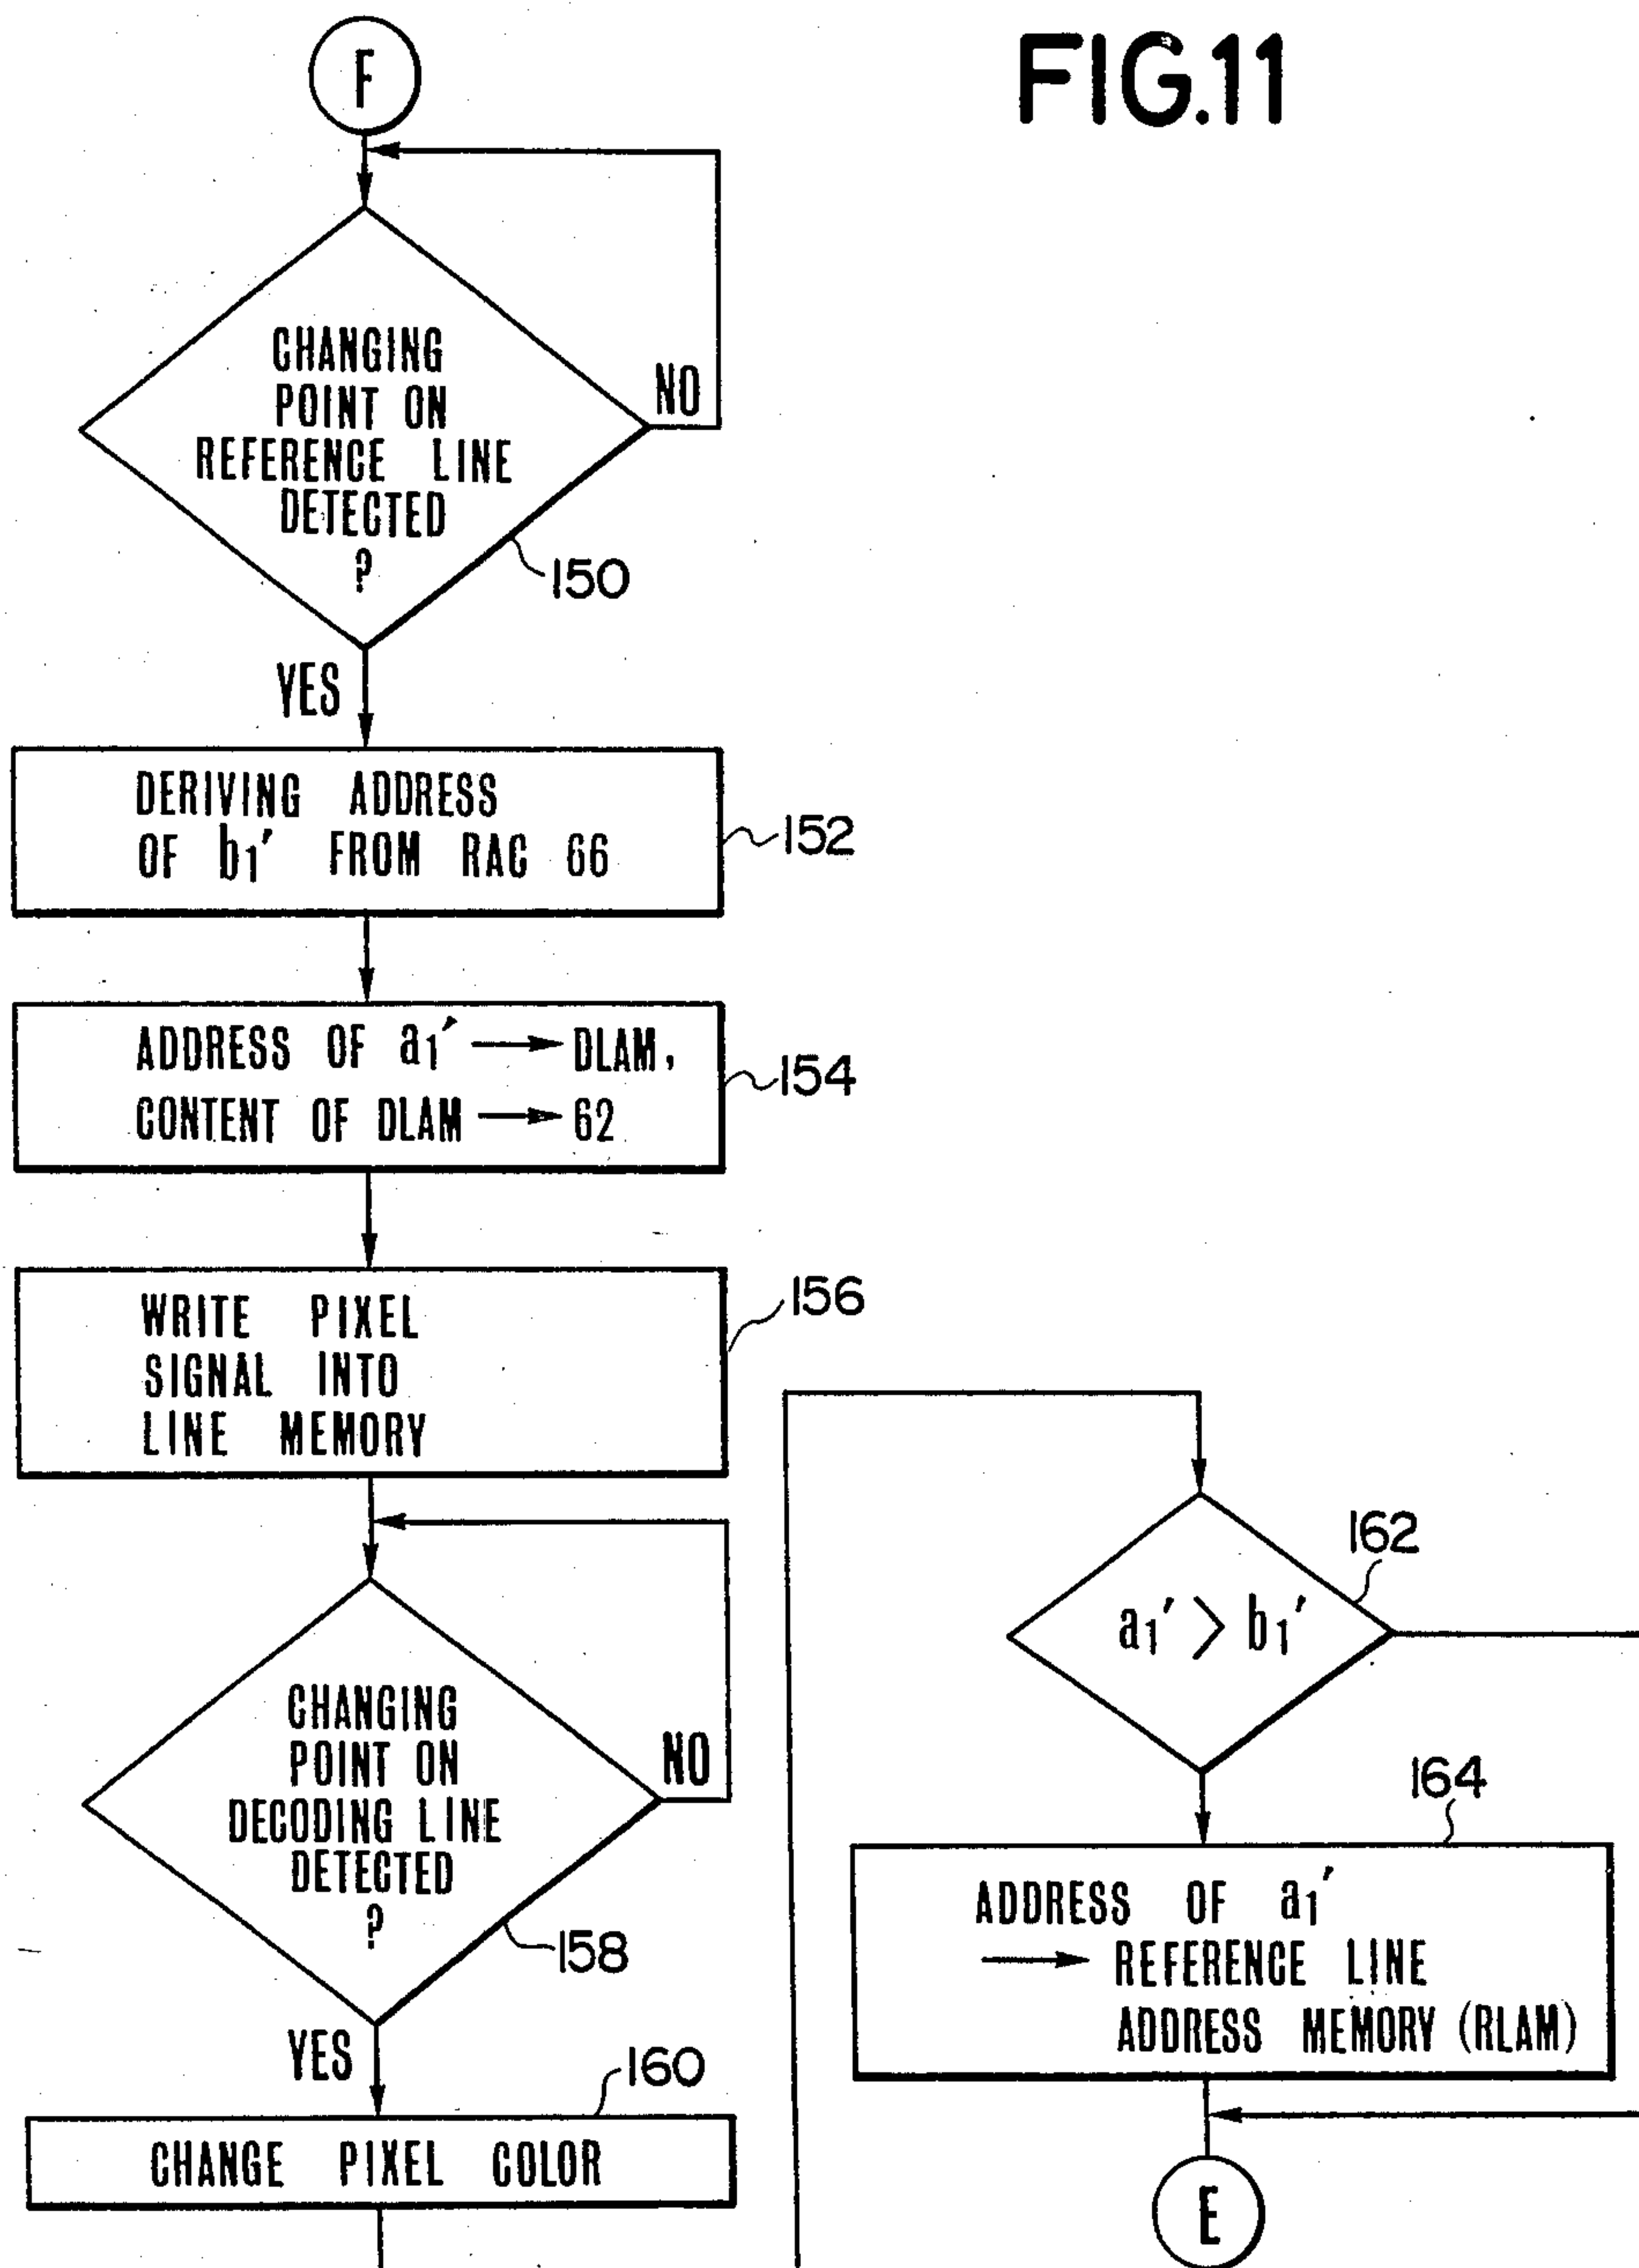 FIG.11
F
CHANGING
POINT ON
REFERENCE LINE
DETECTED
?
NO
150
YES
DERIVING ADDRESS
OF b1' FROM RAC 66
152
ADDRESS OF a1' → DLAM,
CONTENT OF DLAM → 62
154
WRITE PIXEL
SIGNAL INTO
LINE MEMORY
156
CHANGING
POINT ON
DECODING LINE
DETECTED
?
NO
158
YES
160
CHANGE PIXEL COLOR
162
a1' > b1'
164
ADDRESS OF a1'
→ REFERENCE LINE
ADDRESS MEMORY (RLAM)
E